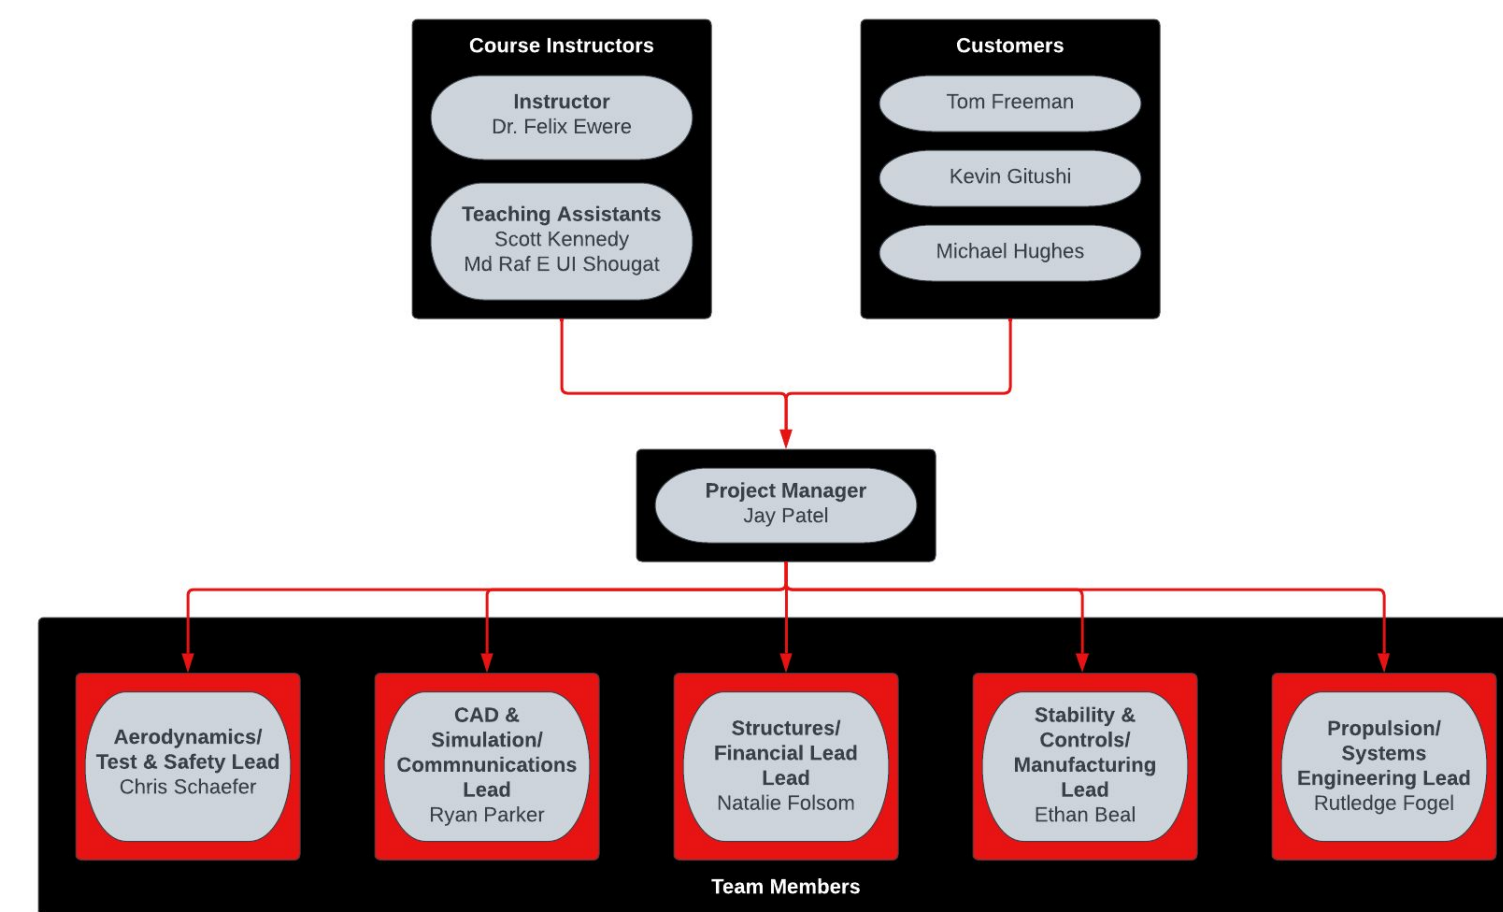 Course Instructors
Instructor
Dr. Felix Ewere
Teaching Assistants
Scott Kennedy
Md Raf E UI Shougat
Customers
Tom Freeman
Kevin Gitushi
Michael Hughes
Project Manager
Jay Patel
Aerodynamics/
Test & Safety Lead
Chris Schaefer
CAD &
Simulation/
Commnunications
Lead
Ryan Parker
Structures/
Financial Lead
Lead
Natalie Folsom
Stability &
Controls/
Manufacturing
Lead
Ethan Beal
Propulsion/
Systems
Engineering Lead
Rutledge Fogel
Team Members